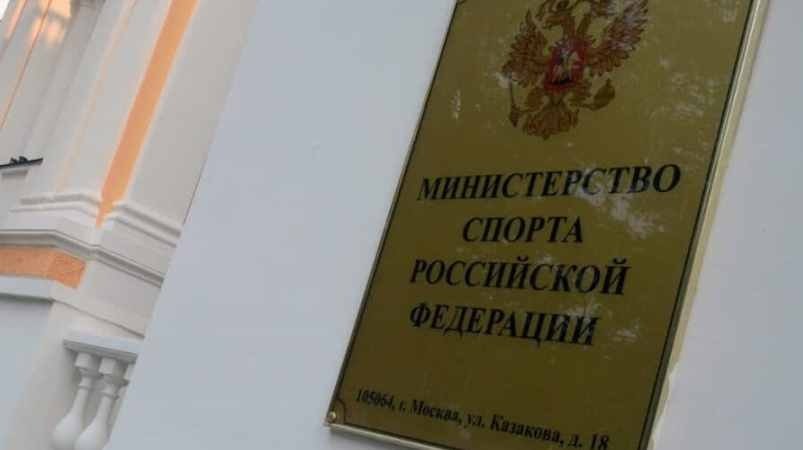 МИНИСТЕРСТВО
СПОРТА
РОССИЙСКОЙ
ФЕДЕРАЦИИ
105064, г. Москва, ул. Казакова, д. 18